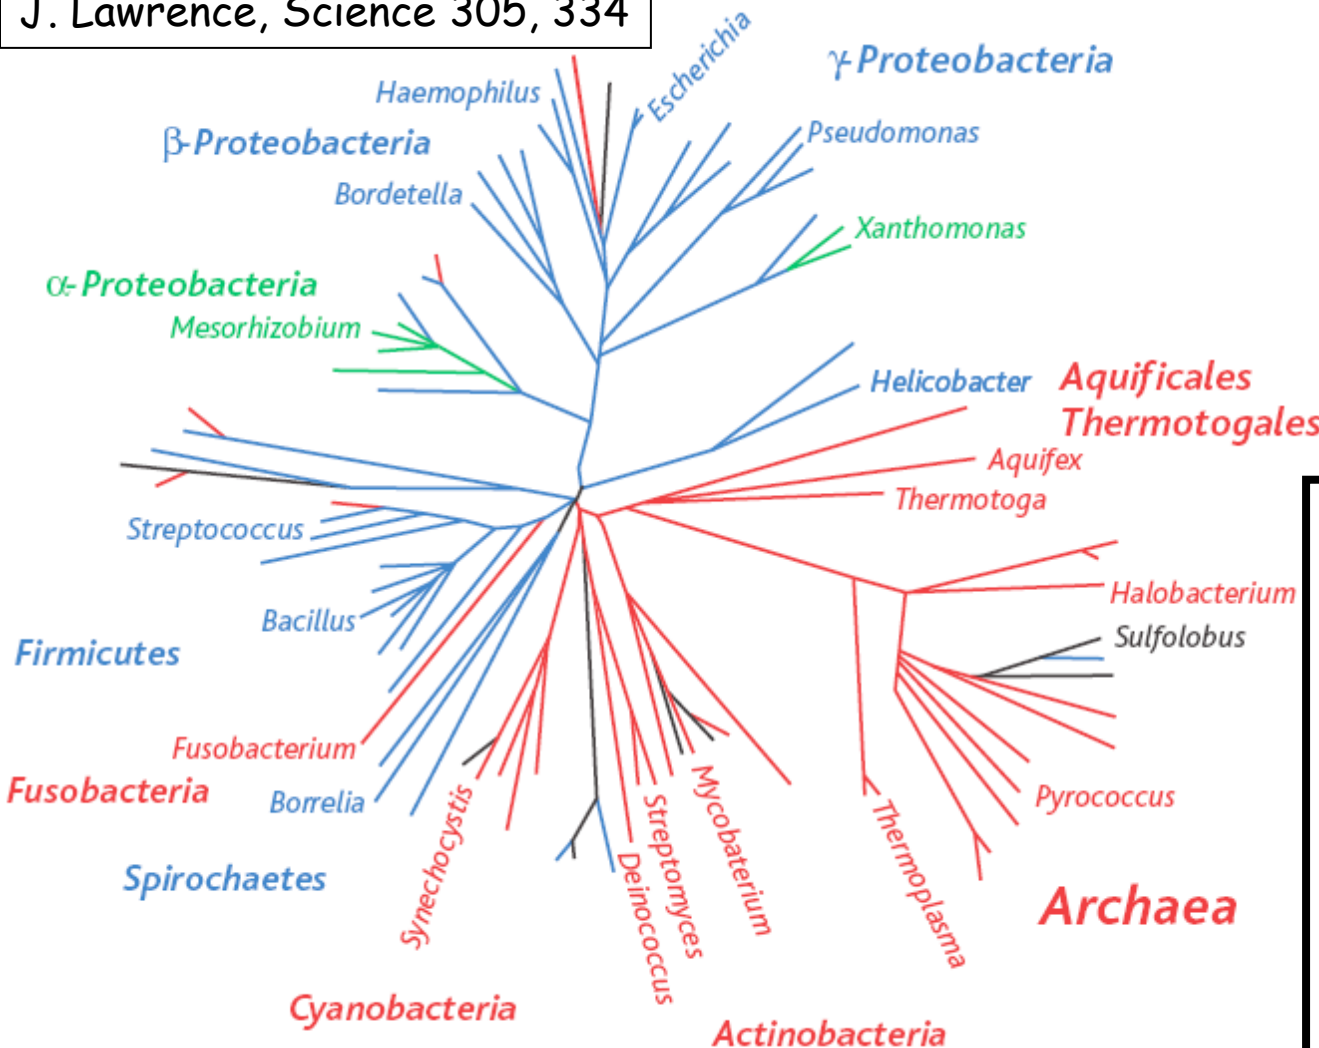 J. Lawrence, Science 305, 334
Escherichia
γ-Proteobacteria
Haemophilus
Pseudomonas
β-Proteobacteria
Bordetella
Xanthomonas
α-Proteobacteria
Mesorhizobium
Helicobacter
Aquificales
Thermotogales
Aquifex
Thermotoga
Streptococcus
Halobacterium
Sulfolobus
Bacillus
Firmicutes
Fusobacterium
Fusobacteria
Borrelia
Pyrococcus
Synechocystis
Streptomyces
Mycobaterium
Deinococcus
Thermoplasma
Spirochaetes
Archaea
Cyanobacteria
Actinobacteria